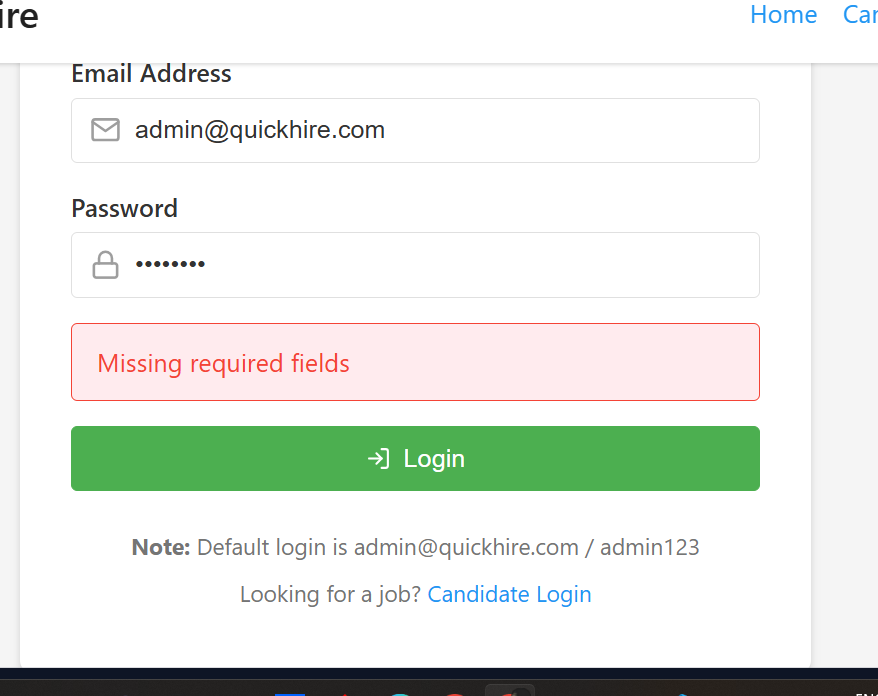 ire
Home
Email Address
admin@quickhire.com
Password
••••••••
Missing required fields
Login
Note: Default login is admin@quickhire.com / admin123
Looking for a job? Candidate Login